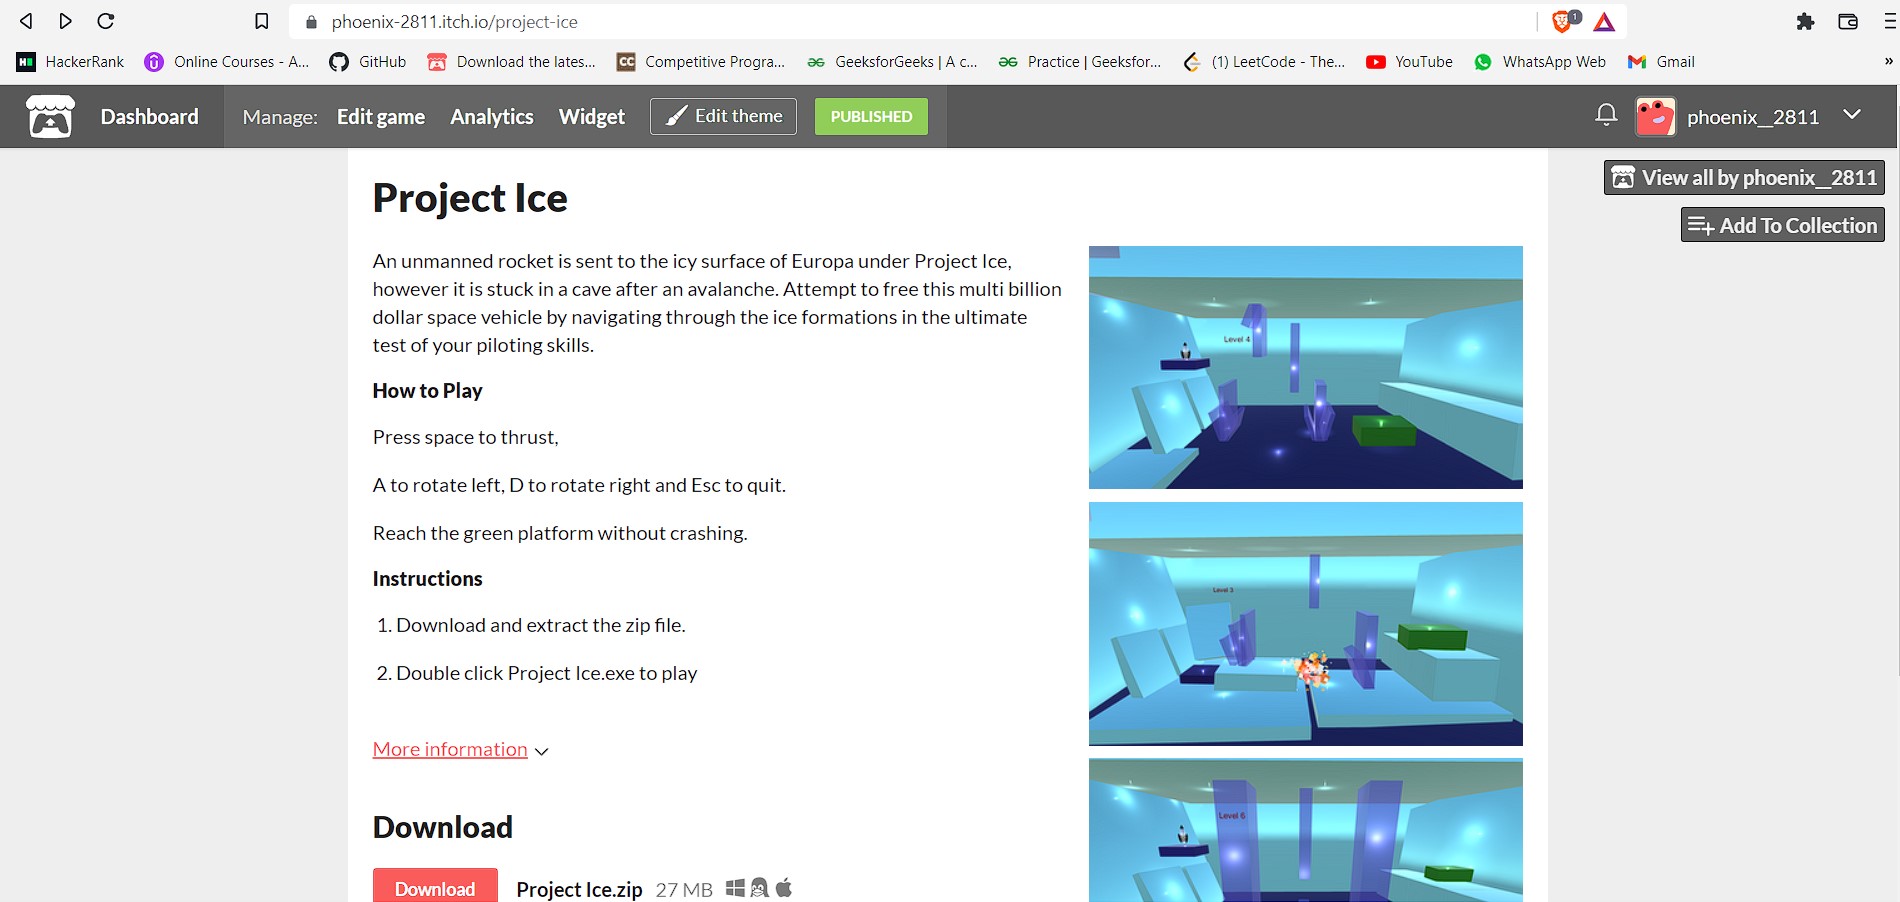 phoenix-2811.itch.io/project-ice
1
HackerRank
Online Courses - A...
GitHub
Download the lates...
CC
Competitive Progra...
GeeksforGeeks | A c...
Practice | Geeksfor...
(1) LeetCode - The...
YouTube
WhatsApp Web
Gmail
»
Dashboard
Manage:
Edit game
Analytics
Widget
Edit theme
PUBLISHED
phoenix__2811
View all by phoenix__2811
Add To Collection
Project Ice
An unmanned rocket is sent to the icy surface of Europa under Project Ice,
however it is stuck in a cave after an avalanche. Attempt to free this multi billion
dollar space vehicle by navigating through the ice formations in the ultimate
test of your piloting skills.
How to Play
Press space to thrust,
A to rotate left, D to rotate right and Esc to quit.
Reach the green platform without crashing.
Instructions
1. Download and extract the zip file.
2. Double click Project Ice.exe to play
More information
Download
Download
Project Ice.zip 27 MB
Level 4
Level 3
Level 6